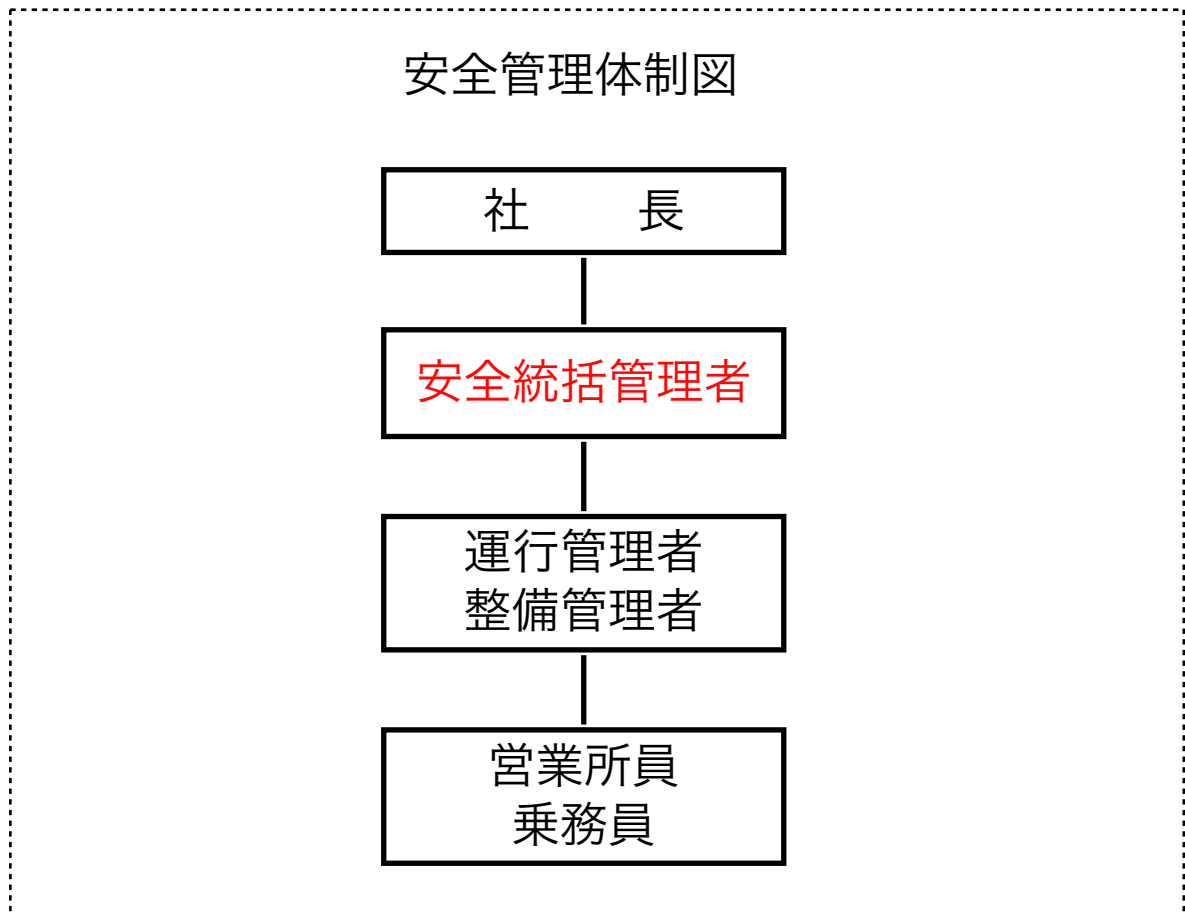 安全管理体制図
社　　長
安全統括管理者
運行管理者
整備管理者
営業所員
乗務員